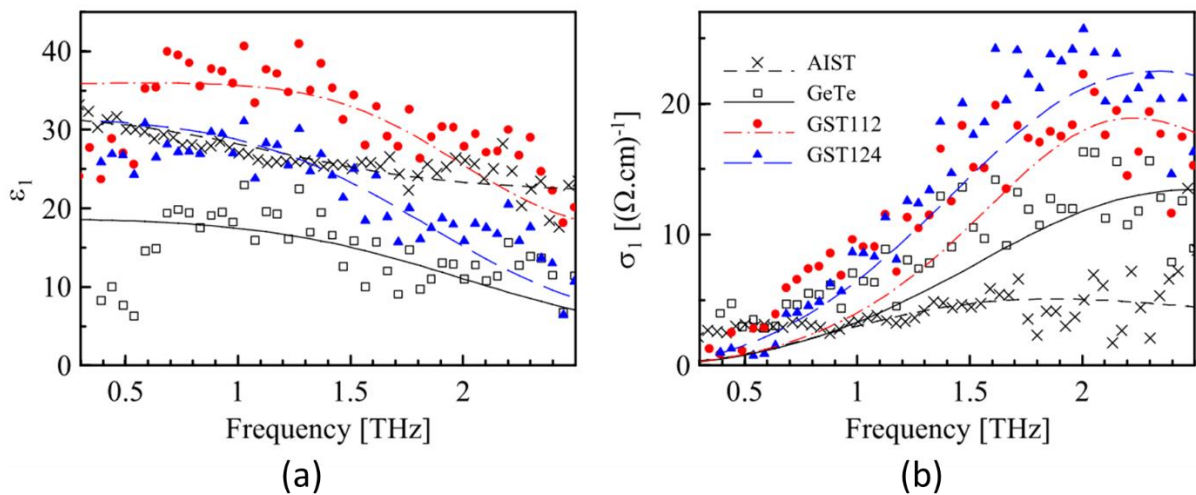 40
30
20
10
0
ε₁
0.5
1
1.5
2
Frequency [THz]
(a)
20
10
0
σ₁ [(Ω.cm)⁻¹]
AIST
GeTe
GST112
GST124
0.5
1
1.5
2
Frequency [THz]
(b)